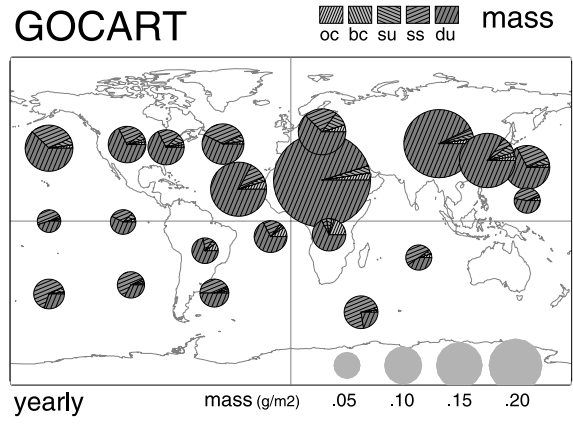 GOCART
mass
oc bc su ss du
yearly
mass (g/m2) .05 .10 .15 .20